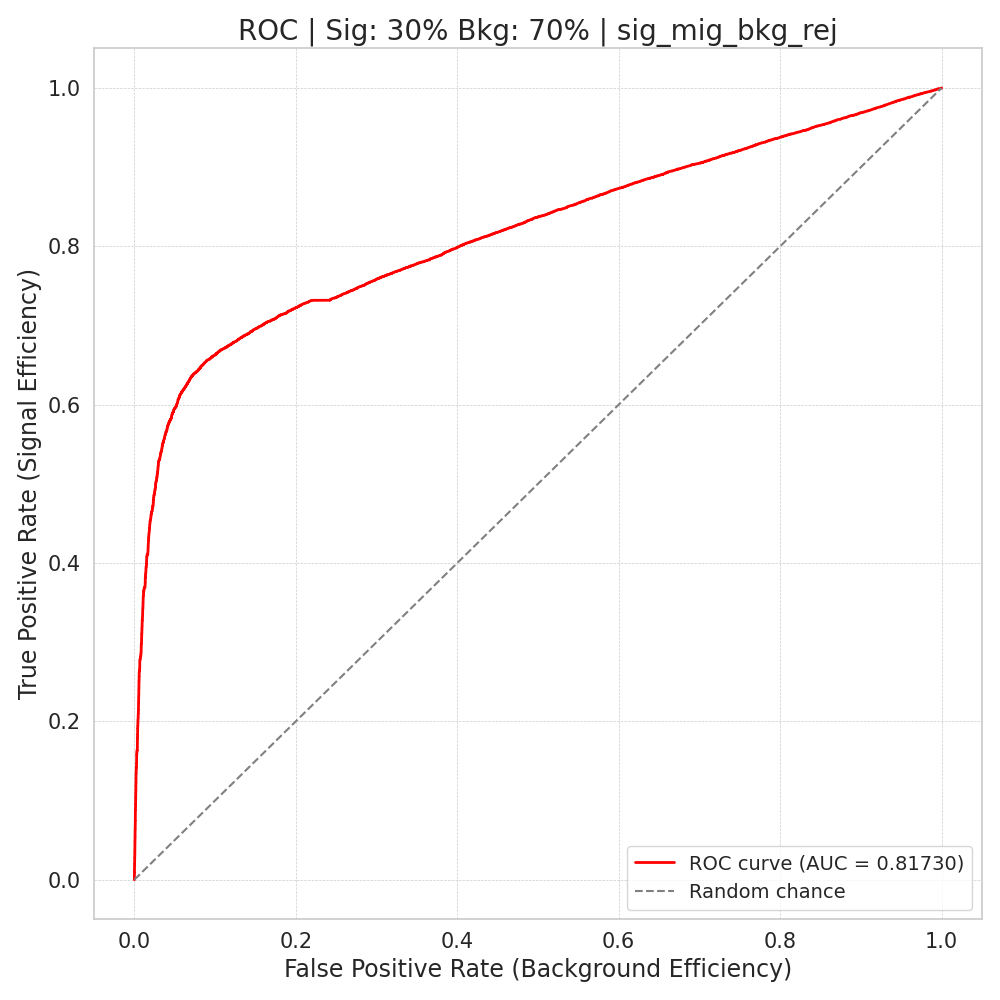 ROC | Sig: 30% Bkg: 70% | sig_mig_bkg_rej
True Positive Rate (Signal Efficiency)
1.0
0.8
0.6
0.4
0.2
0.0
0.0 0.2 0.4 0.6 0.8 1.0
False Positive Rate (Background Efficiency)
ROC curve (AUC = 0.81730)
Random chance